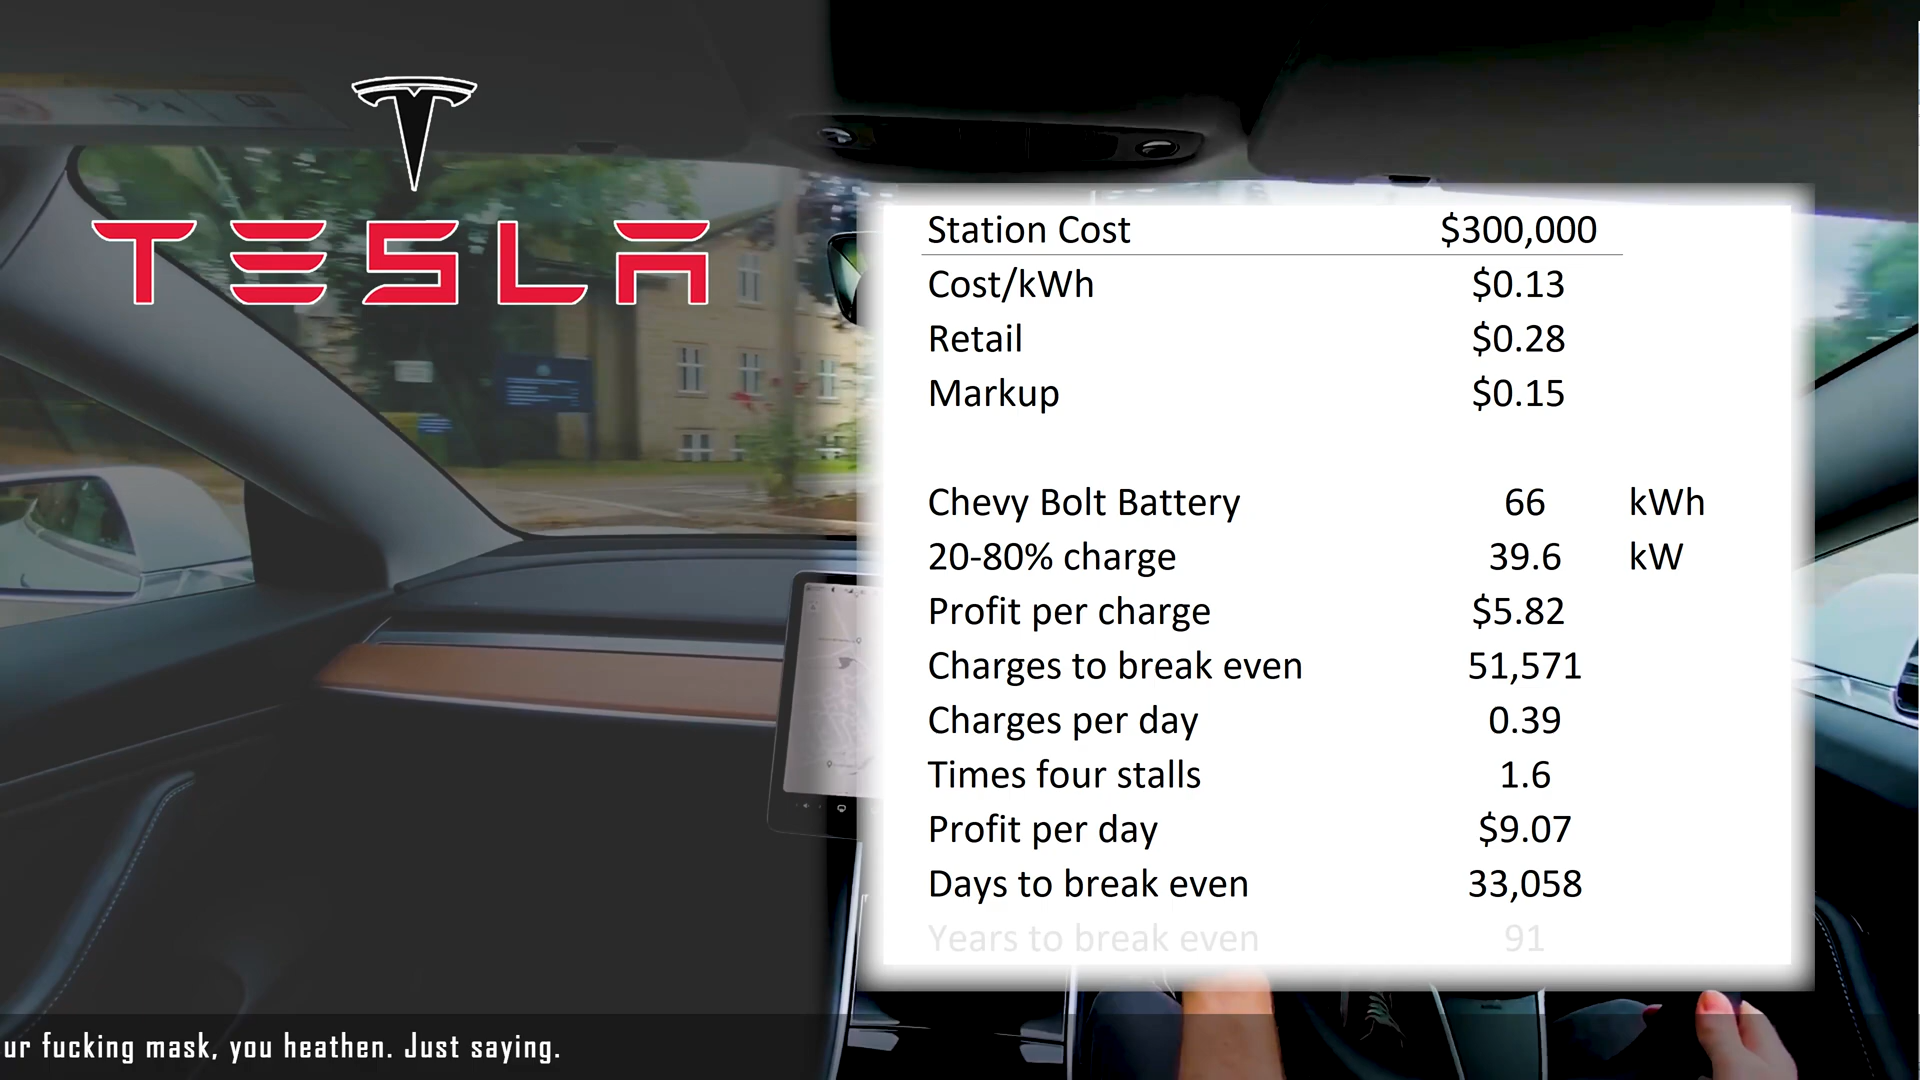 TESLA
Station Cost $300,000
Cost/kWh $0.13
Retail $0.28
Markup $0.15
Chevy Bolt Battery 66 kWh
20-80% charge 39.6 kW
Profit per charge $5.82
Charges to break even 51,571
Charges per day 0.39
Times four stalls 1.6
Profit per day $9.07
Days to break even 33,058
Years to break even 91
ur fucking mask, you heathen. Just saying.